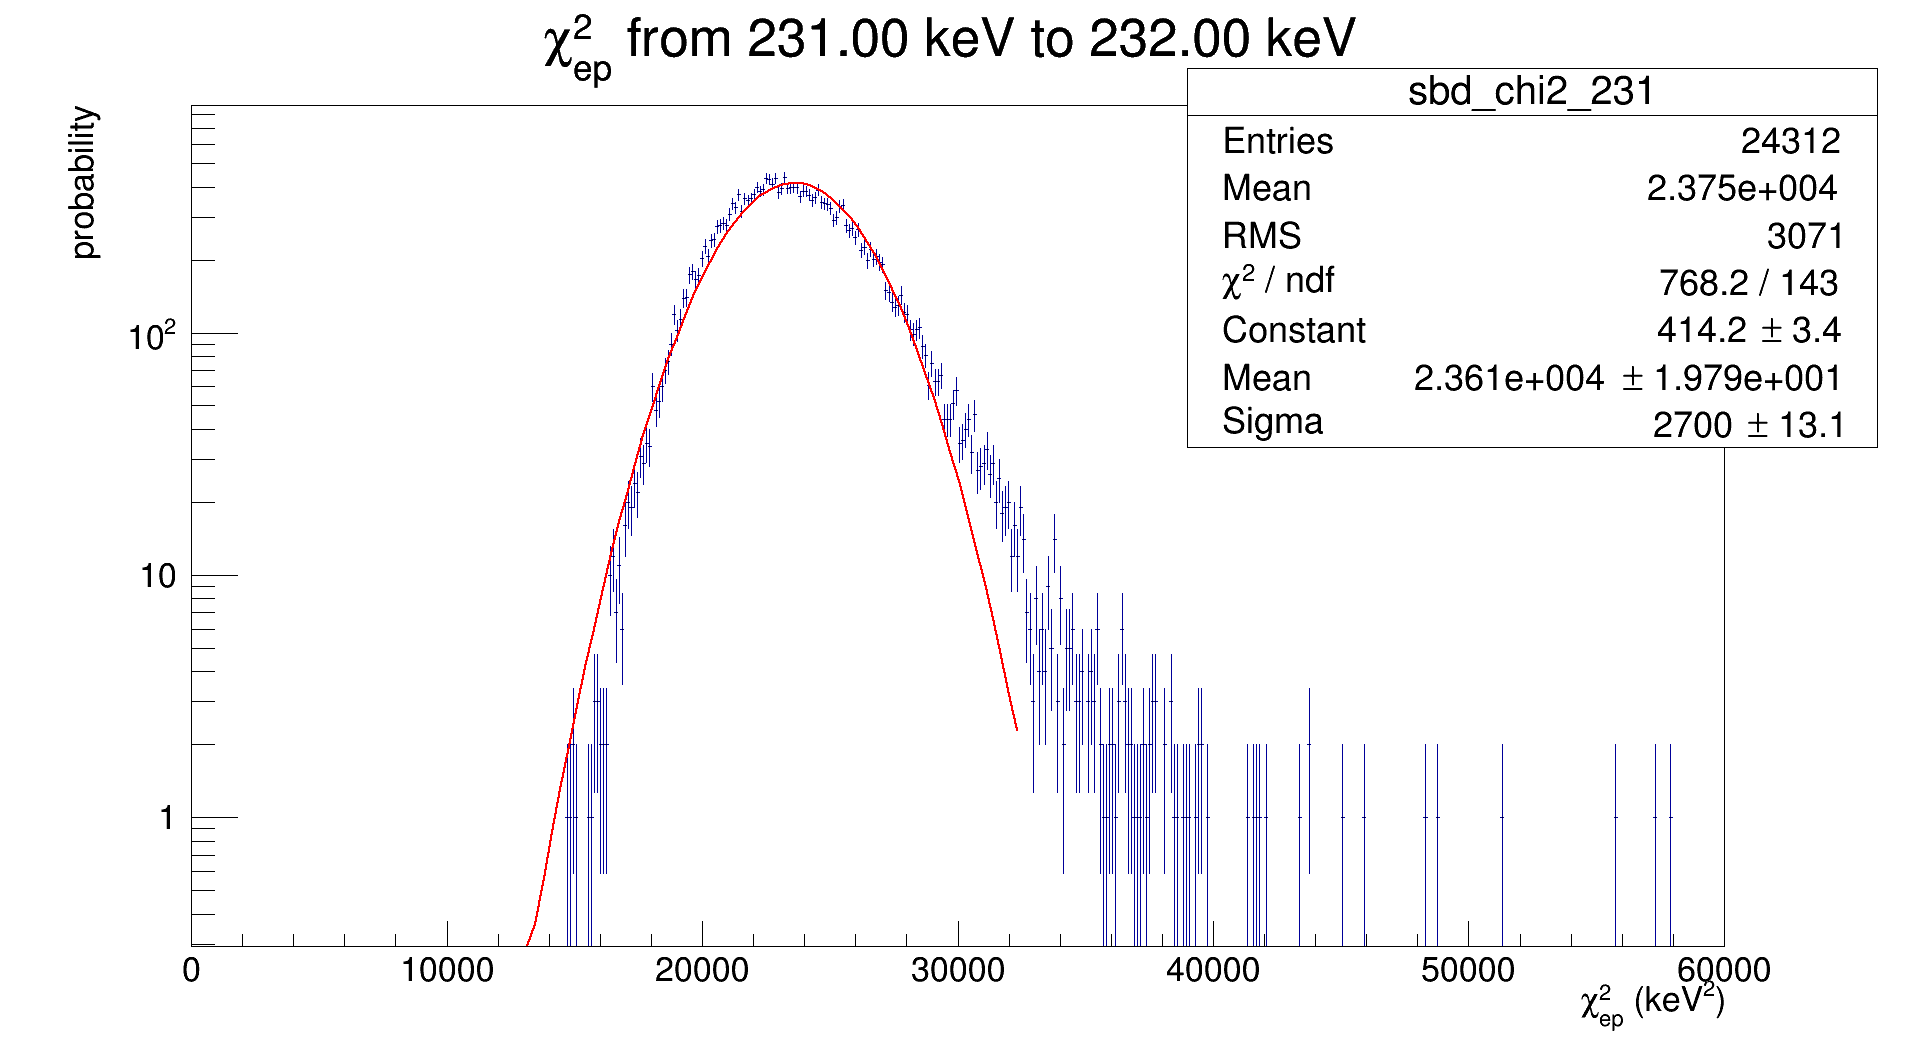 χ²ep from 231.00 keV to 232.00 keV
sbd_chi2_231
Entries 24312
Mean 2.375e+004
RMS 3071
χ² / ndf 768.2 / 143
Constant 414.2 ± 3.4
Mean 2.361e+004 ± 1.979e+001
Sigma 2700 ± 13.1
probability
10²
10
1
0 10000 20000 30000 40000 50000 60000
χ²ep (keV²)